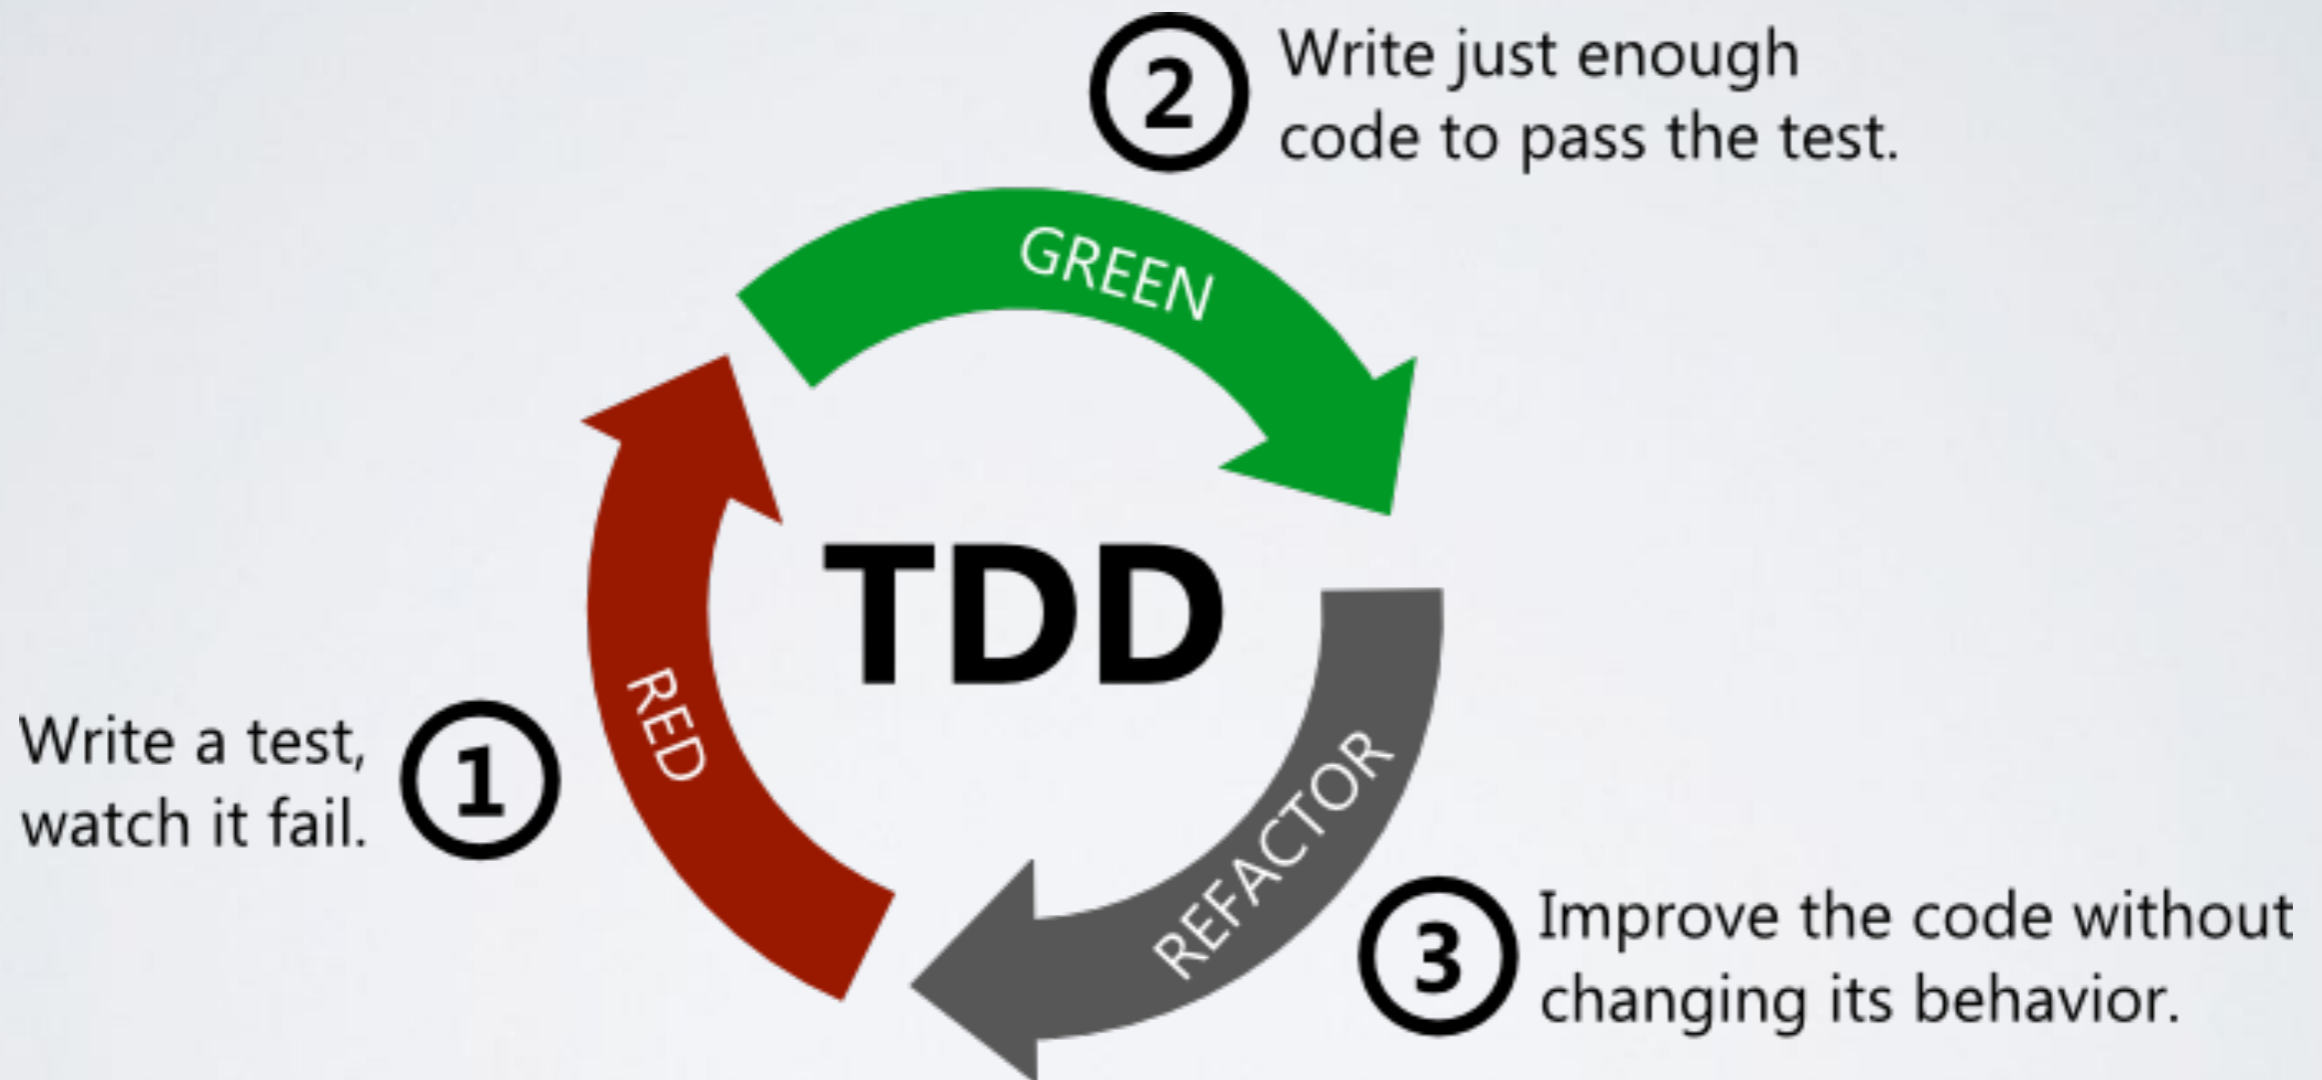 2
Write just enough
code to pass the test.
GREEN
TDD
RED
1
Write a test,
watch it fail.
REFACTOR
3
Improve the code without
changing its behavior.